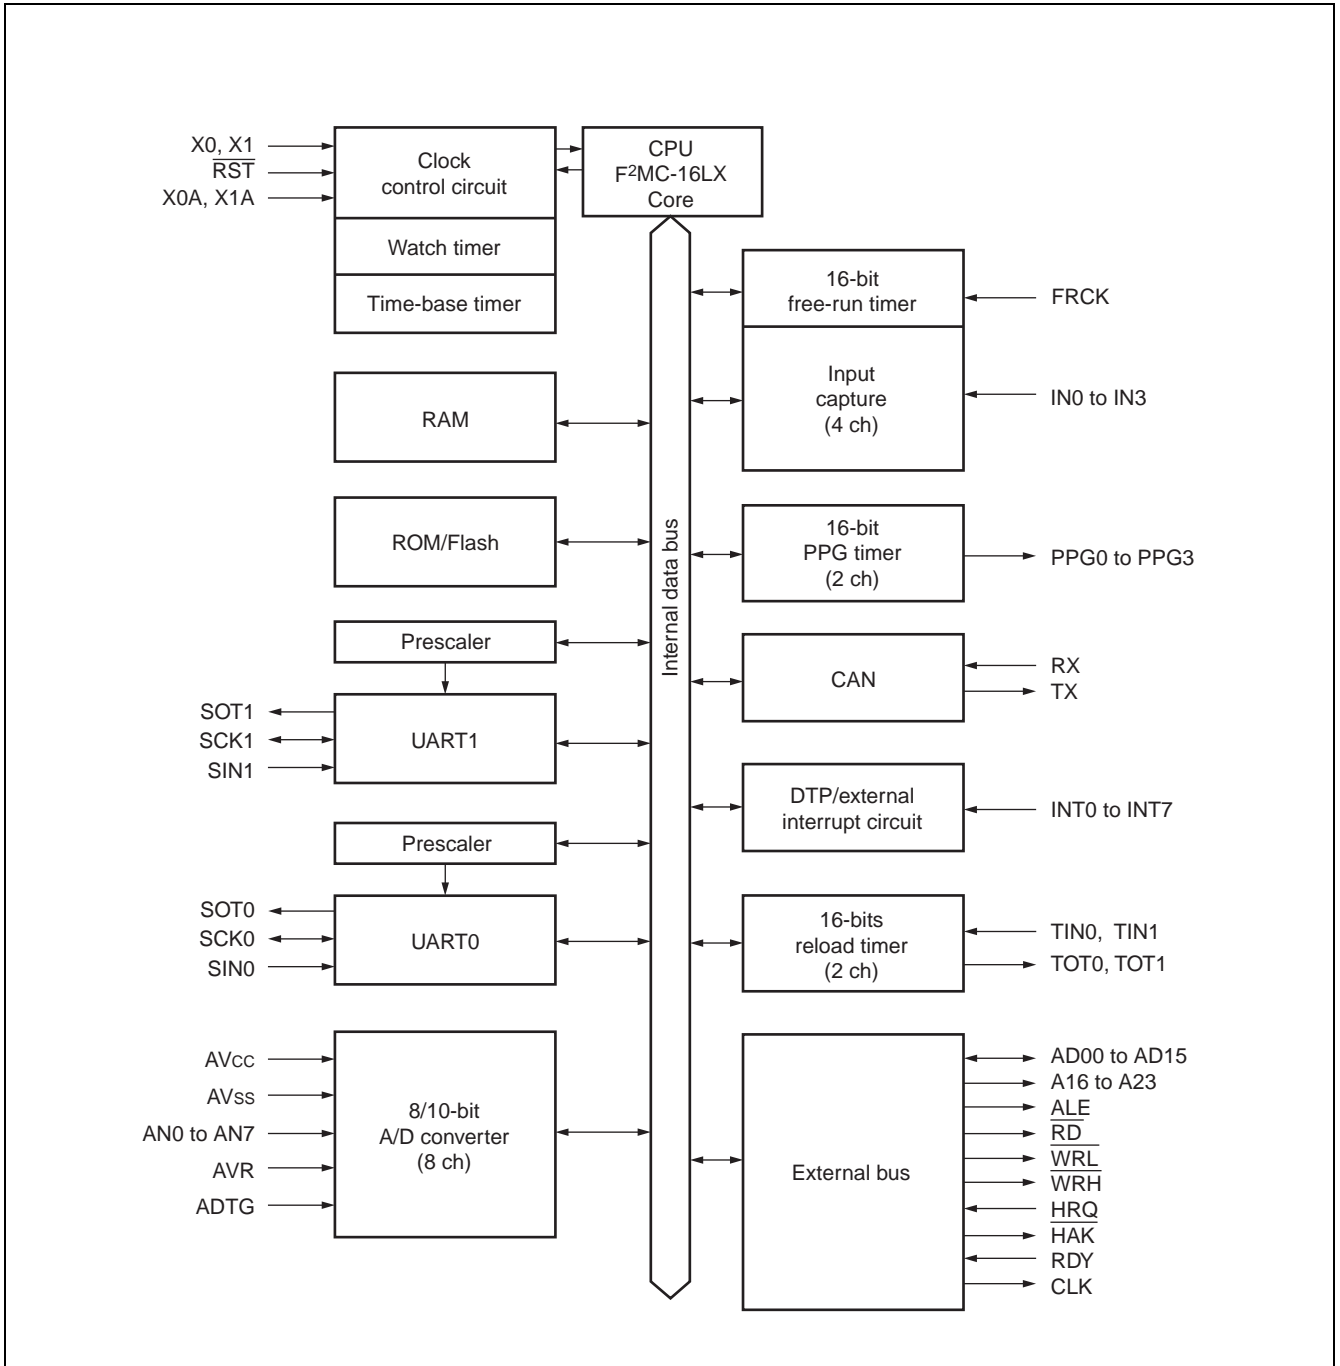 X0, X1
RST
X0A, X1A
Clock
control circuit
Watch timer
Time-base timer
CPU
F2MC-16LX
Core
RAM
ROM/Flash
Prescaler
SOT1
SCK1
SIN1
UART1
Prescaler
SOT0
SCK0
SIN0
UART0
AVcc
AVss
AN0 to AN7
AVR
ADTG
8/10-bit
A/D converter
(8 ch)
Internal data bus
16-bit
free-run timer
FRCK
Input
capture
(4 ch)
IN0 to IN3
16-bit
PPG timer
(2 ch)
PPG0 to PPG3
CAN
RX
TX
DTP/external
interrupt circuit
INT0 to INT7
16-bits
reload timer
(2 ch)
TIN0, TIN1
TOT0, TOT1
External bus
AD00 to AD15
A16 to A23
ALE
RD
WRL
WRH
HRQ
HAK
RDY
CLK